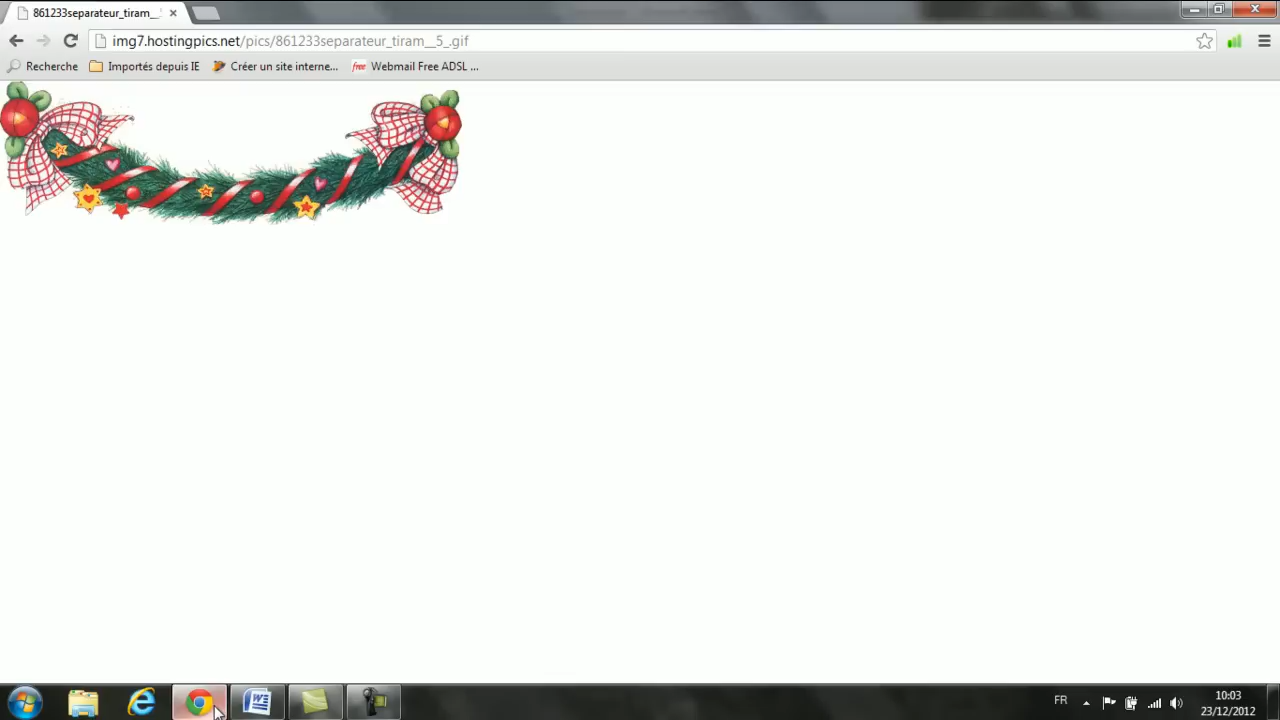 861233separateur_tiram__5
img7.hostingpics.net/pics/861233separateur_tiram__5_.gif
Recherche
Importés depuis IE
Créer un site interne...
free
Webmail Free ADSL ...
FR
10:03
23/12/2012